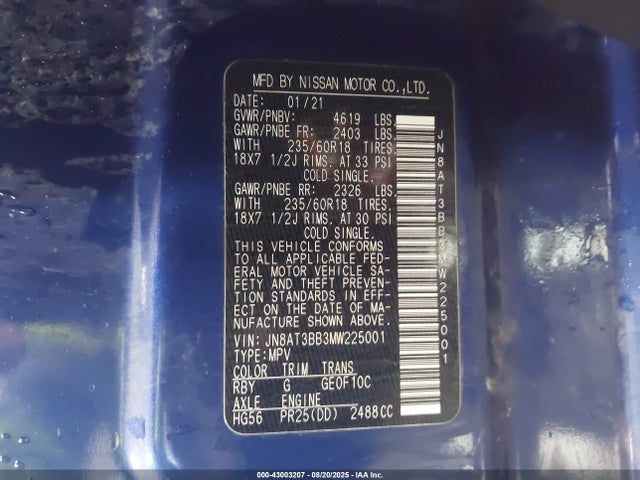 MFD BY NISSAN MOTOR CO.,LTD.
DATE: 01/21
GVWR/PNBV: 4619 LBS.
GAWR/PNBE FR: 2403 LBS.
WITH 235/60R18 TIRES.
18X7 1/2J RIMS. AT 33 PSI
COLD SINGLE.
GAWR/PNBE RR: 2326 LBS.
WITH 235/60R18 TIRES.
18X7 1/2J RIMS. AT 30 PSI
COLD SINGLE.
THIS VEHICLE CONFORMS
TO ALL APPLICABLE FED-
ERAL MOTOR VEHICLE SA-
FETY AND THEFT PREVEN-
TION STANDARDS IN EFF-
ECT ON THE DATE OF MA-
NUFACTURE SHOWN ABOVE.
VIN: JN8AT3BB3MW225001
TYPE:MPV
COLOR TRIM TRANS
RBY G GE0F10C
AXLE ENGINE
HG56 PR25(DD) 2488CC
JN8AT3BB3MW225001
000-43003207 - 08/20/2025 - IAA Inc.